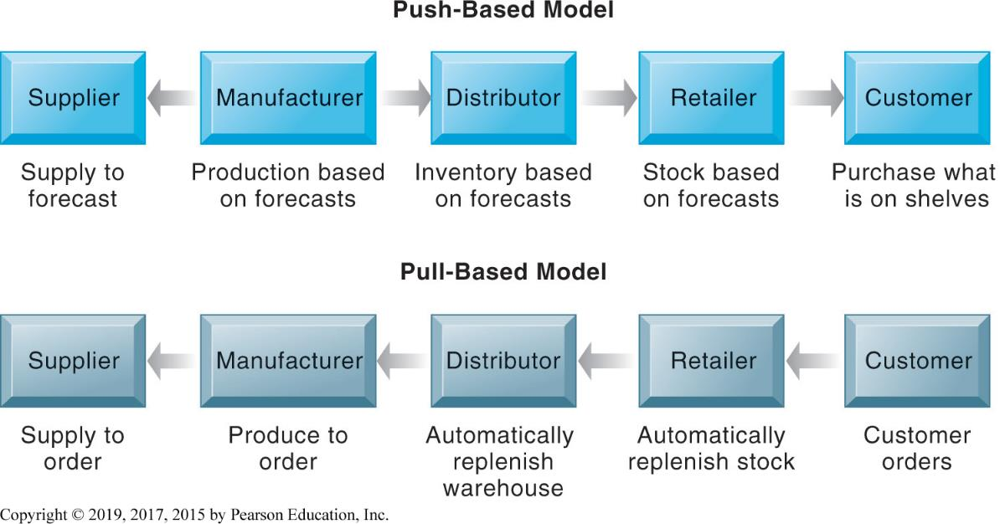 Push-Based Model
Supplier
Manufacturer
Distributor
Retailer
Customer
Supply to
forecast
Production based
on forecasts
Inventory based
on forecasts
Stock based
on forecasts
Purchase what
is on shelves
Pull-Based Model
Supplier
Manufacturer
Distributor
Retailer
Customer
Supply to
order
Produce to
order
Automatically
replenish
warehouse
Automatically
replenish stock
Customer
orders
Copyright © 2019, 2017, 2015 by Pearson Education, Inc.